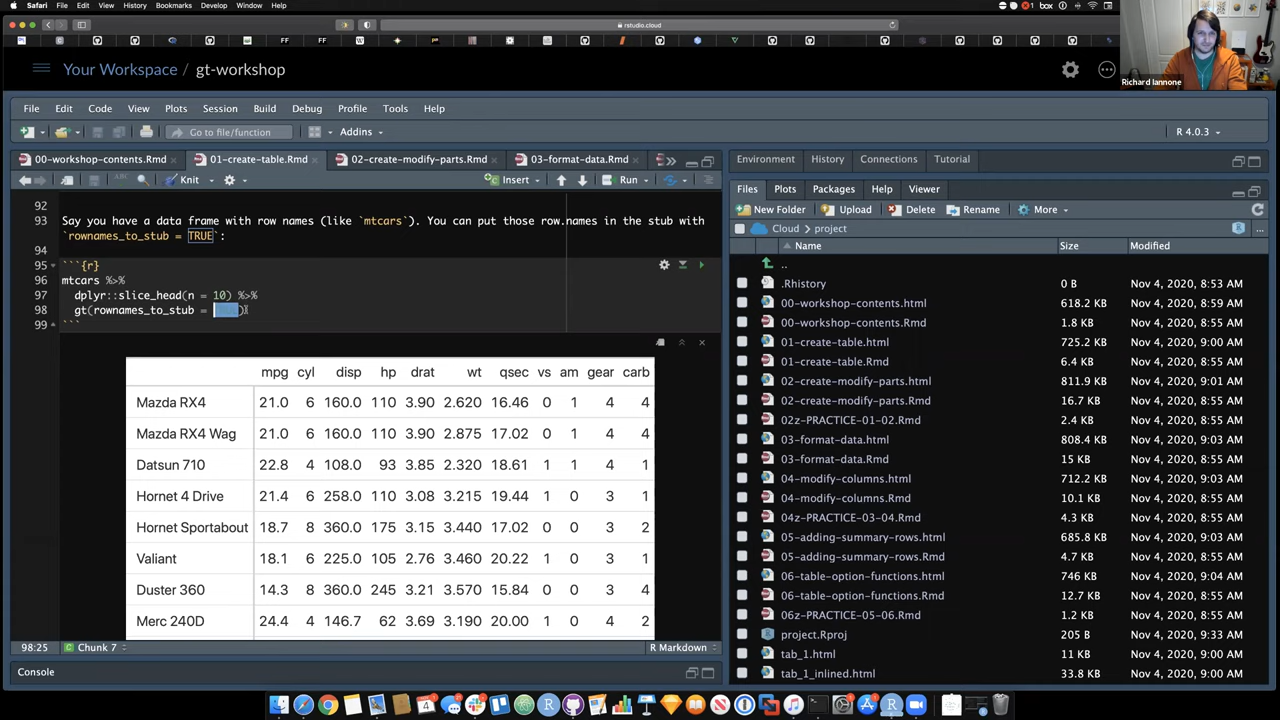 Safari File Edit View History Bookmarks Develop Window Help
box
rstudio.cloud
FF FF
Richard Iannone
Your Workspace / gt-workshop
File Edit Code View Plots Session Build Debug Profile Tools Help
Go to file/function Addins R 4.0.3
00-workshop-contents.Rmd 01-create-table.Rmd 02-create-modify-parts.Rmd 03-format-data.Rmd
Knit Insert Run
92
93 Say you have a data frame with row names (like `mtcars`). You can put those row.names in the stub with
`rownames_to_stub = TRUE`:
94
95 ```{r}
96 mtcars %>%
97 dplyr::slice_head(n = 10) %>%
98 gt(rownames_to_stub = )
99 ```
mpg cyl disp hp drat wt qsec vs am gear carb
Mazda RX4 21.0 6 160.0 110 3.90 2.620 16.46 0 1 4 4
Mazda RX4 Wag 21.0 6 160.0 110 3.90 2.875 17.02 0 1 4 4
Datsun 710 22.8 4 108.0 93 3.85 2.320 18.61 1 1 4 1
Hornet 4 Drive 21.4 6 258.0 110 3.08 3.215 19.44 1 0 3 1
Hornet Sportabout 18.7 8 360.0 175 3.15 3.440 17.02 0 0 3 2
Valiant 18.1 6 225.0 105 2.76 3.460 20.22 1 0 3 1
Duster 360 14.3 8 360.0 245 3.21 3.570 15.84 0 0 3 4
Merc 240D 24.4 4 146.7 62 3.69 3.190 20.00 1 0 4 2
98:25 Chunk 7 R Markdown
Console
Environment History Connections Tutorial
Files Plots Packages Help Viewer
New Folder Upload Delete Rename More
Cloud project ...
Name Size Modified
..
.Rhistory 0 B Nov 4, 2020, 8:53 AM
00-workshop-contents.html 618.2 KB Nov 4, 2020, 8:59 AM
00-workshop-contents.Rmd 1.8 KB Nov 4, 2020, 8:55 AM
01-create-table.html 725.2 KB Nov 4, 2020, 9:00 AM
01-create-table.Rmd 6.4 KB Nov 4, 2020, 8:55 AM
02-create-modify-parts.html 811.9 KB Nov 4, 2020, 9:01 AM
02-create-modify-parts.Rmd 16.7 KB Nov 4, 2020, 8:55 AM
02z-PRACTICE-01-02.Rmd 2.4 KB Nov 4, 2020, 8:55 AM
03-format-data.html 808.4 KB Nov 4, 2020, 9:03 AM
03-format-data.Rmd 15 KB Nov 4, 2020, 8:55 AM
04-modify-columns.html 712.2 KB Nov 4, 2020, 9:03 AM
04-modify-columns.Rmd 10.1 KB Nov 4, 2020, 8:55 AM
04z-PRACTICE-03-04.Rmd 4.3 KB Nov 4, 2020, 8:55 AM
05-adding-summary-rows.html 685.8 KB Nov 4, 2020, 9:03 AM
05-adding-summary-rows.Rmd 4.7 KB Nov 4, 2020, 8:55 AM
06-table-option-functions.html 746 KB Nov 4, 2020, 9:04 AM
06-table-option-functions.Rmd 12.7 KB Nov 4, 2020, 8:55 AM
06z-PRACTICE-05-06.Rmd 1.2 KB Nov 4, 2020, 8:55 AM
project.Rproj 205 B Nov 4, 2020, 9:33 AM
tab_1.html 11 KB Nov 4, 2020, 8:55 AM
tab_1_inlined.html 33.8 KB Nov 4, 2020, 8:55 AM